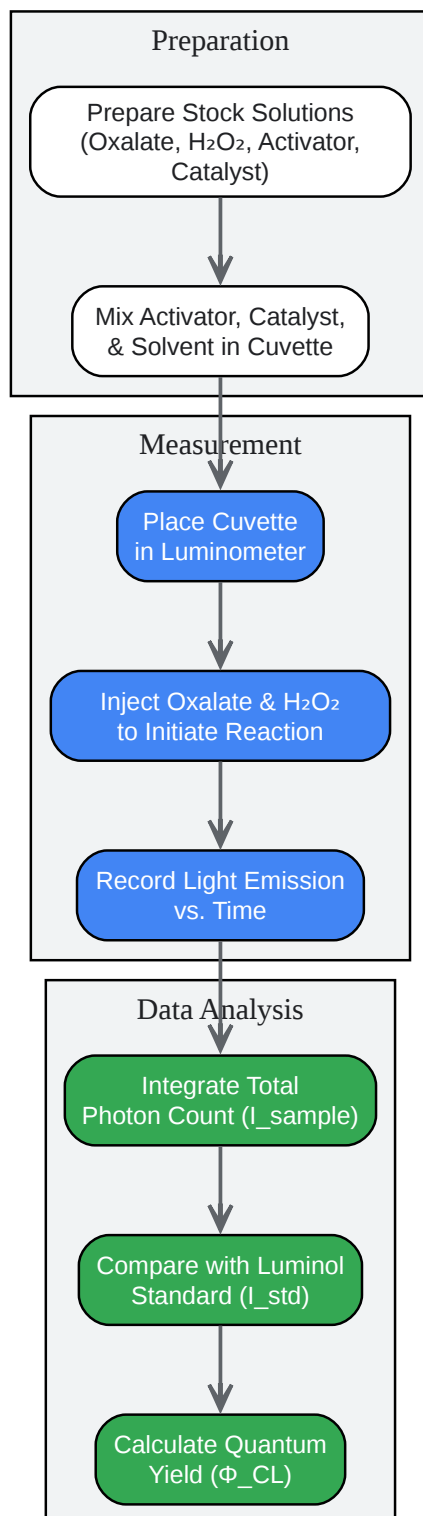 Preparation
Prepare Stock Solutions
(Oxalate, H₂O₂, Activator,
Catalyst)
Mix Activator, Catalyst,
& Solvent in Cuvette
Measurement
Place Cuvette
in Luminometer
Inject Oxalate & H₂O₂
to Initiate Reaction
Record Light Emission
vs. Time
Data Analysis
Integrate Total
Photon Count (I_sample)
Compare with Luminol
Standard (I_std)
Calculate Quantum
Yield (Φ_CL)